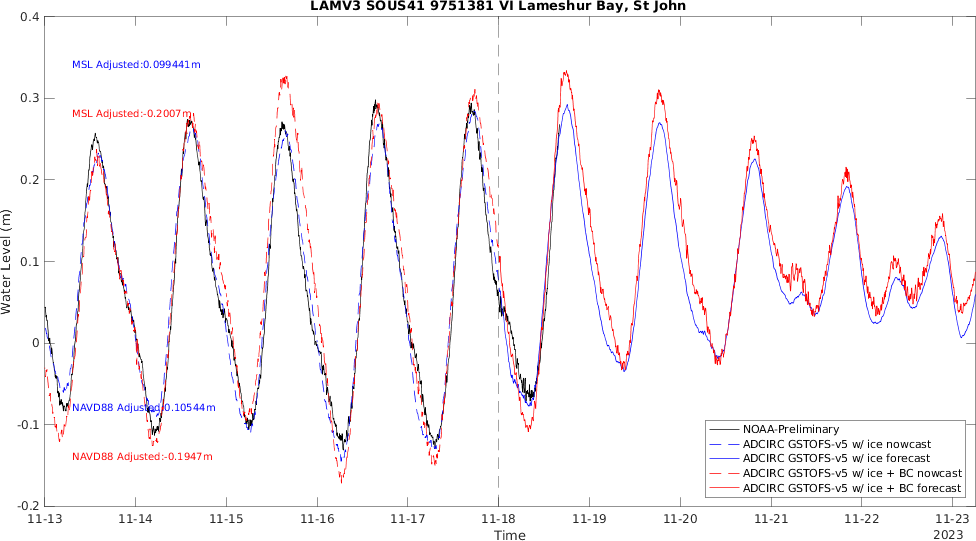 LAMV3 SOUS41 9751381 VI Lameshur Bay, St John
0.4
0.3
0.2
0.1
0
-0.1
-0.2
Water Level (m)
MSL Adjusted:0.099441m
MSL Adjusted:-0.2007m
NAVD88 Adjusted:0.10544m
NAVD88 Adjusted:-0.1947m
NOAA-Preliminary
ADCIRC GSTOFS-v5 w/ ice nowcast
ADCIRC GSTOFS-v5 w/ ice forecast
ADCIRC GSTOFS-v5 w/ ice + BC nowcast
ADCIRC GSTOFS-v5 w/ ice + BC forecast
11-13 11-14 11-15 11-16 11-17 11-18 11-19 11-20 11-21 11-22 11-23
Time
2023